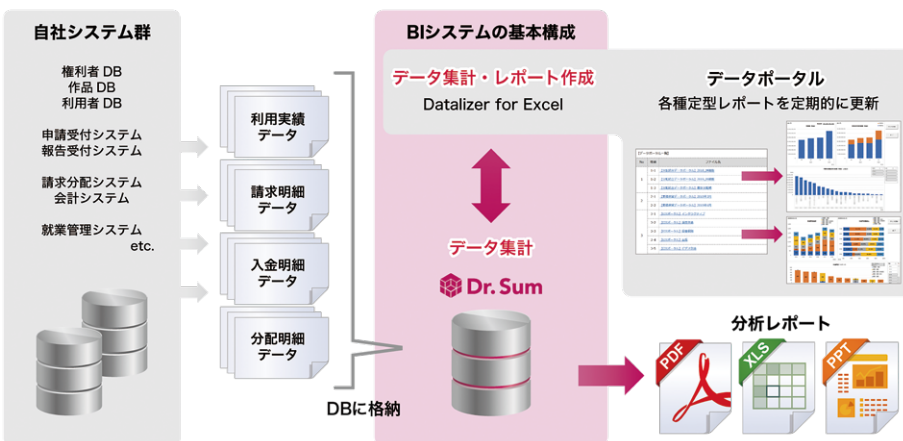 自社システム群
権利者 DB
作品 DB
利用者 DB
申請受付システム
報告受付システム
請求分配システム
会計システム
就業管理システム
etc.
利用実績
データ
請求明細
データ
入金明細
データ
分配明細
データ
DBに格納
BIシステムの基本構成
データ集計・レポート作成
Datalizer for Excel
データ集計
Dr.Sum
データポータル
各種定型レポートを定期的に更新
分析レポート
PDF
XLS
PPT